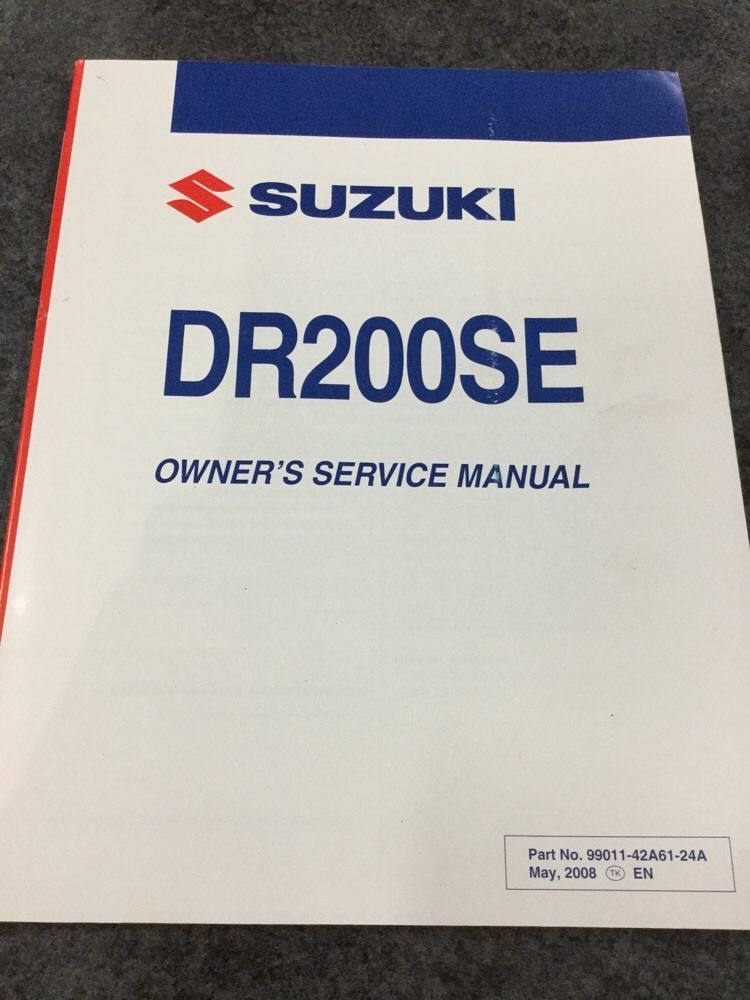 SUZUKI
DR200SE
OWNER'S SERVICE MANUAL
Part No. 99011-42A61-24A
May, 2008 TK EN